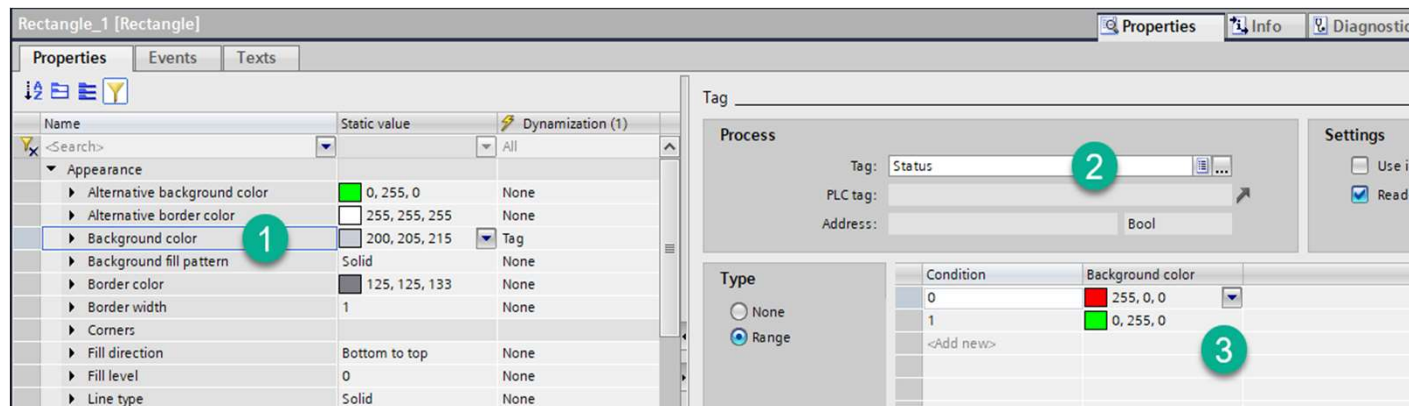 Rectangle_1 [Rectangle]
Properties Info Diagnostic
Properties Events Texts
Name Static value Dynamization (1)
<Search> All
Appearance
Alternative background color 0, 255, 0 None
Alternative border color 255, 255, 255 None
Background color 1 200, 205, 215 Tag
Background fill pattern Solid None
Border color 125, 125, 133 None
Border width 1 None
Corners
Fill direction Bottom to top None
Fill level 0 None
Line type Solid None
Tag
Process
Tag: Status 2 ...
PLC tag:
Address: Bool
Settings
Use i
Read
Type
None
Range
Condition Background color
0 255, 0, 0
1 0, 255, 0
<Add new> 3